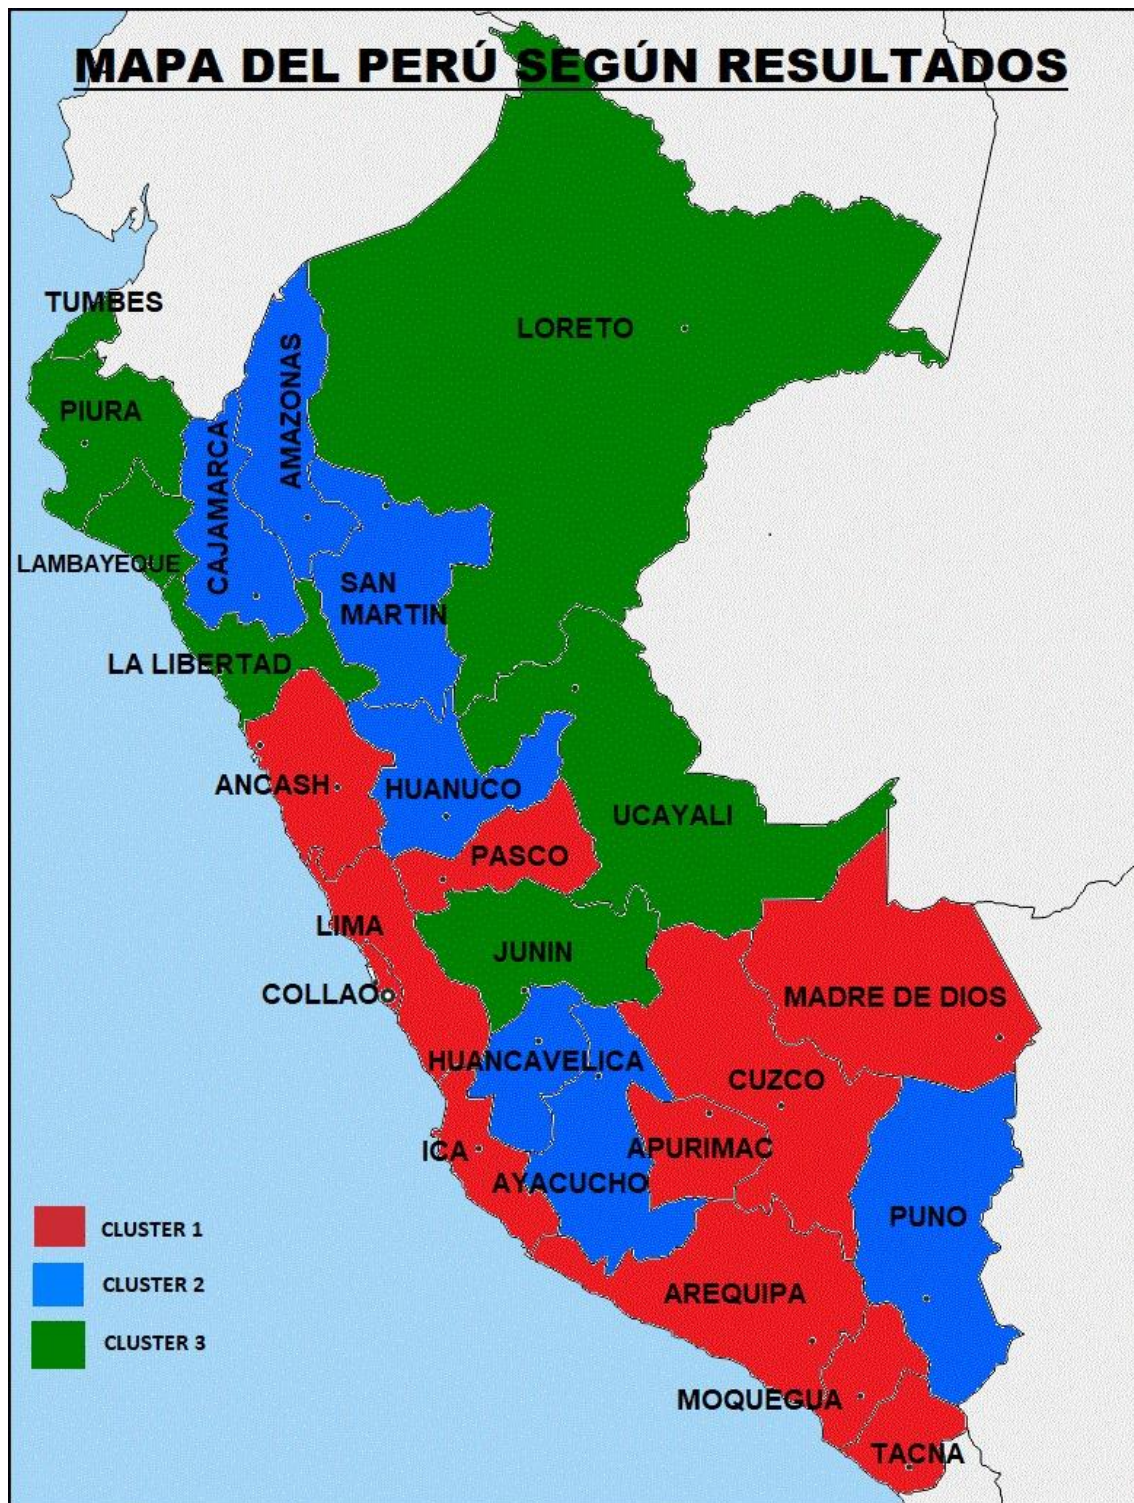 MAPA DEL PERÚ SEGÚN RESULTADOS
TUMBES
LORETO
PIURA
AMAZONAS
CAJAMARCA
LAMBAYEQUE
SAN
MARTIN
LA LIBERTAD
ANCASH
HUANUCO
UCAYALI
PASCO
LIMA
JUNIN
COLLAO
MADRE DE DIOS
HUANCAVELICA
CUZCO
ICA
APURIMAC
AYACUCHO
PUNO
AREQUIPA
MOQUEGUA
TACNA
CLUSTER 1
CLUSTER 2
CLUSTER 3